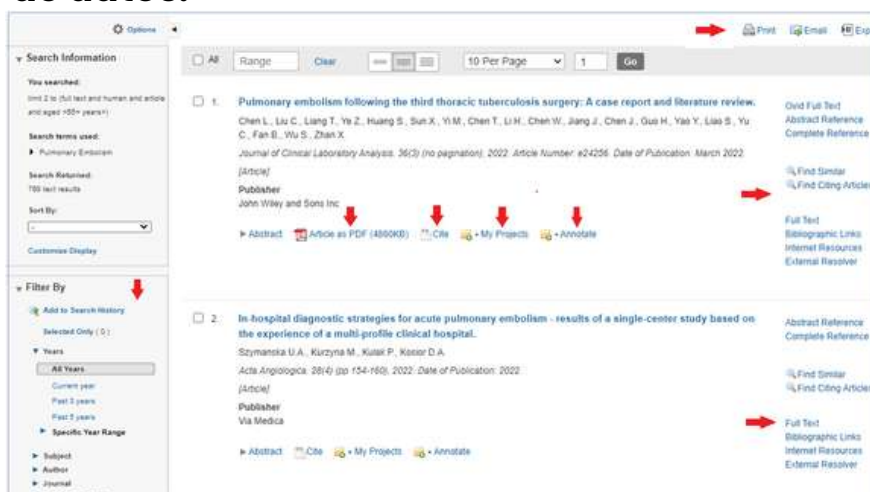 Options
Print Email Exp
Search Information
You searched:
limit 2 to (full text and human and article
and aged >65+ years>)
Search terms used:
Pulmonary Embolism
Search Returned:
text results
Sort By:
-
Customise Display
All Range Clear 10 Per Page 1 Go
1. Pulmonary embolism following the third thoracic tuberculosis surgery: A case report and literature review.
Chen L., Liu C., Liang T., Ye Z., Huang S., Sun X., Yi M., Chen T., Li H., Chen W., Jiang J., Chen J., Guo H., Yao Y., Liao S., Yu
C., Fan B., Wu S., Zhan X.
Journal of Clinical Laboratory Analysis. 36(3) (no pagination), 2022. Article Number: e24256. Date of Publication: March 2022.
[Article]
Publisher
John Wiley and Sons Inc
Abstract Article as PDF (4860KB) Cite + My Projects + Annotate
Ovid Full Text
Abstract Reference
Complete Reference
Find Similar
Find Citing Articles
Full Text
Bibliographic Links
Internet Resources
External Resolver
Filter By
Add to Search History
Selected Only ( 0 )
Years
All Years
Current year
Past 3 years
Past 5 years
Specific Year Range
Subject
Author
Journal
2. In-hospital diagnostic strategies for acute pulmonary embolism - results of a single-center study based on
the experience of a multi-profile clinical hospital.
Szymanska U.A., Kurzyna M., Kulak P., Kosior D.A.
Acta Angiologica. 28(4) (pp 154-160), 2022. Date of Publication: 2022.
[Article]
Publisher
Via Medica
Abstract Cite + My Projects + Annotate
Abstract Reference
Complete Reference
Find Similar
Find Citing Articles
Full Text
Bibliographic Links
Internet Resources
External Resolver